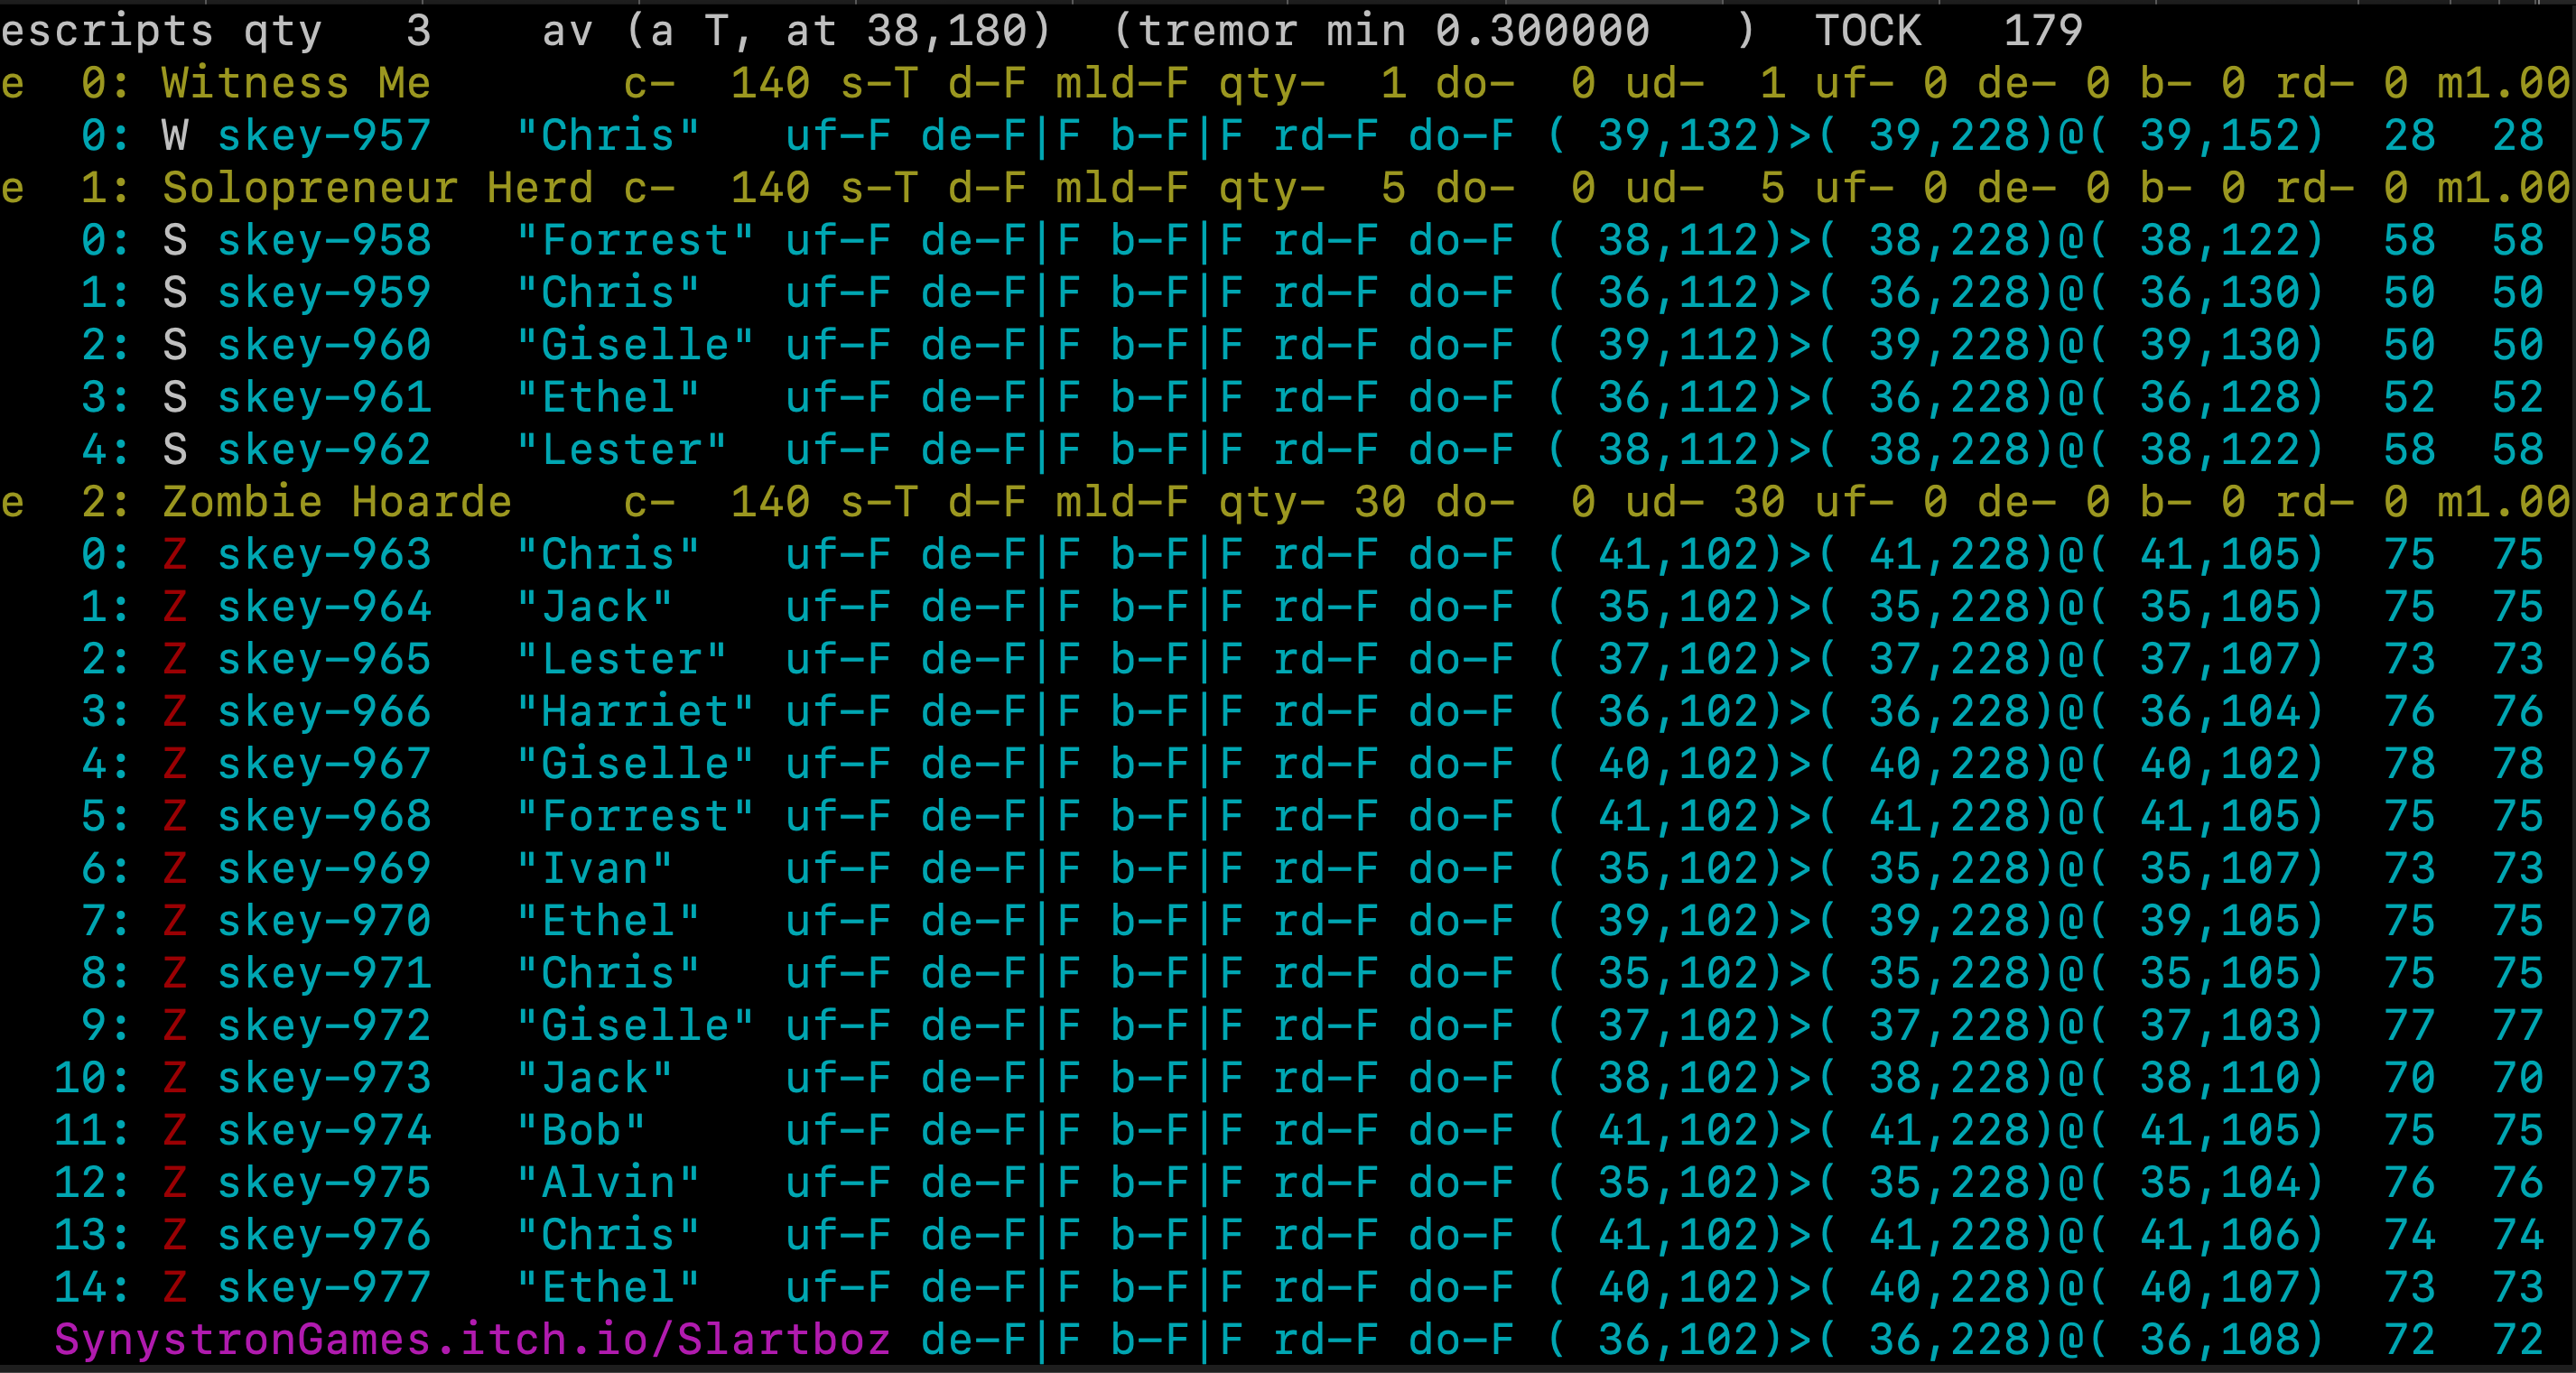 escripts qty   3    av (a T, at 38,180)  (tremor min 0.300000   )  TOCK   179
e  0: Witness Me       c-  140 s-T d-F mld-F qty-  1 do-  0 ud-  1 uf- 0 de- 0 b- 0 rd- 0 m1.00
   0: W skey-957   "Chris"   uf-F de-F|F b-F|F rd-F do-F ( 39,132)>( 39,228)@( 39,152)  28  28
e  1: Solopreneur Herd c-  140 s-T d-F mld-F qty-  5 do-  0 ud-  5 uf- 0 de- 0 b- 0 rd- 0 m1.00
   0: S skey-958   "Forrest" uf-F de-F|F b-F|F rd-F do-F ( 38,112)>( 38,228)@( 38,122)  58  58
   1: S skey-959   "Chris"   uf-F de-F|F b-F|F rd-F do-F ( 36,112)>( 36,228)@( 36,130)  50  50
   2: S skey-960   "Giselle" uf-F de-F|F b-F|F rd-F do-F ( 39,112)>( 39,228)@( 39,130)  50  50
   3: S skey-961   "Ethel"   uf-F de-F|F b-F|F rd-F do-F ( 36,112)>( 36,228)@( 36,128)  52  52
   4: S skey-962   "Lester"  uf-F de-F|F b-F|F rd-F do-F ( 38,112)>( 38,228)@( 38,122)  58  58
e  2: Zombie Hoarde    c-  140 s-T d-F mld-F qty- 30 do-  0 ud- 30 uf- 0 de- 0 b- 0 rd- 0 m1.00
   0: Z skey-963   "Chris"   uf-F de-F|F b-F|F rd-F do-F ( 41,102)>( 41,228)@( 41,105)  75  75
   1: Z skey-964   "Jack"    uf-F de-F|F b-F|F rd-F do-F ( 35,102)>( 35,228)@( 35,105)  75  75
   2: Z skey-965   "Lester"  uf-F de-F|F b-F|F rd-F do-F ( 37,102)>( 37,228)@( 37,107)  73  73
   3: Z skey-966   "Harriet" uf-F de-F|F b-F|F rd-F do-F ( 36,102)>( 36,228)@( 36,104)  76  76
   4: Z skey-967   "Giselle" uf-F de-F|F b-F|F rd-F do-F ( 40,102)>( 40,228)@( 40,102)  78  78
   5: Z skey-968   "Forrest" uf-F de-F|F b-F|F rd-F do-F ( 41,102)>( 41,228)@( 41,105)  75  75
   6: Z skey-969   "Ivan"    uf-F de-F|F b-F|F rd-F do-F ( 35,102)>( 35,228)@( 35,107)  73  73
   7: Z skey-970   "Ethel"   uf-F de-F|F b-F|F rd-F do-F ( 39,102)>( 39,228)@( 39,105)  75  75
   8: Z skey-971   "Chris"   uf-F de-F|F b-F|F rd-F do-F ( 35,102)>( 35,228)@( 35,105)  75  75
   9: Z skey-972   "Giselle" uf-F de-F|F b-F|F rd-F do-F ( 37,102)>( 37,228)@( 37,103)  77  77
  10: Z skey-973   "Jack"    uf-F de-F|F b-F|F rd-F do-F ( 38,102)>( 38,228)@( 38,110)  70  70
  11: Z skey-974   "Bob"     uf-F de-F|F b-F|F rd-F do-F ( 41,102)>( 41,228)@( 41,105)  75  75
  12: Z skey-975   "Alvin"   uf-F de-F|F b-F|F rd-F do-F ( 35,102)>( 35,228)@( 35,104)  76  76
  13: Z skey-976   "Chris"   uf-F de-F|F b-F|F rd-F do-F ( 41,102)>( 41,228)@( 41,106)  74  74
  14: Z skey-977   "Ethel"   uf-F de-F|F b-F|F rd-F do-F ( 40,102)>( 40,228)@( 40,107)  73  73
  SynystronGames.itch.io/Slartboz de-F|F b-F|F rd-F do-F ( 36,102)>( 36,228)@( 36,108)  72  72